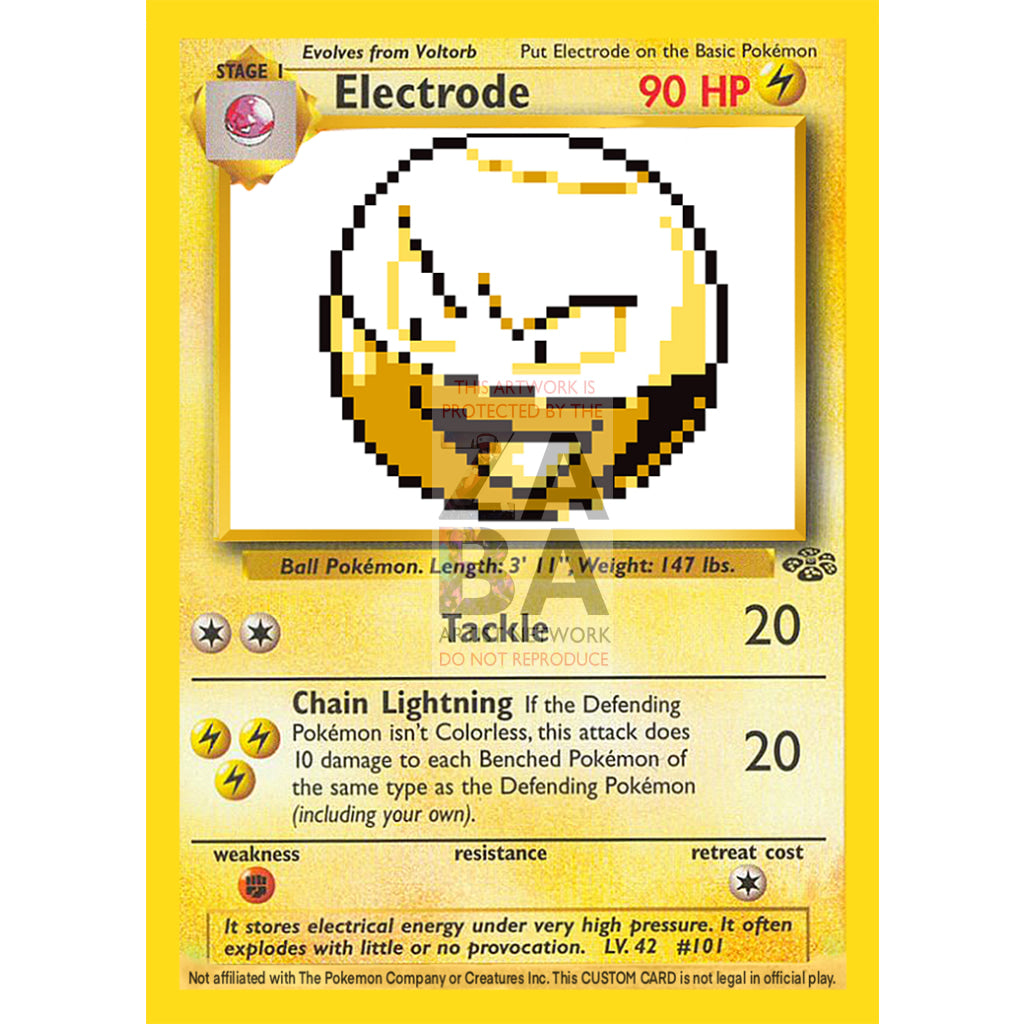 Evolves from Voltorb Put Electrode on the Basic Pokémon
STAGE 1
Electrode 90 HP
THIS ARTWORK IS
PROTECTED BY THE
ZA
BA
ARTIST NETWORK
DO NOT REPRODUCE
Ball Pokémon. Length: 3' 11", Weight: 147 lbs.
Tackle 20
Chain Lightning If the Defending
Pokémon isn't Colorless, this attack does
10 damage to each Benched Pokémon of
the same type as the Defending Pokémon
(including your own).
20
weakness resistance retreat cost
It stores electrical energy under very high pressure. It often
explodes with little or no provocation. LV. 42 #101
Not affiliated with The Pokemon Company or Creatures Inc. This CUSTOM CARD is not legal in official play.